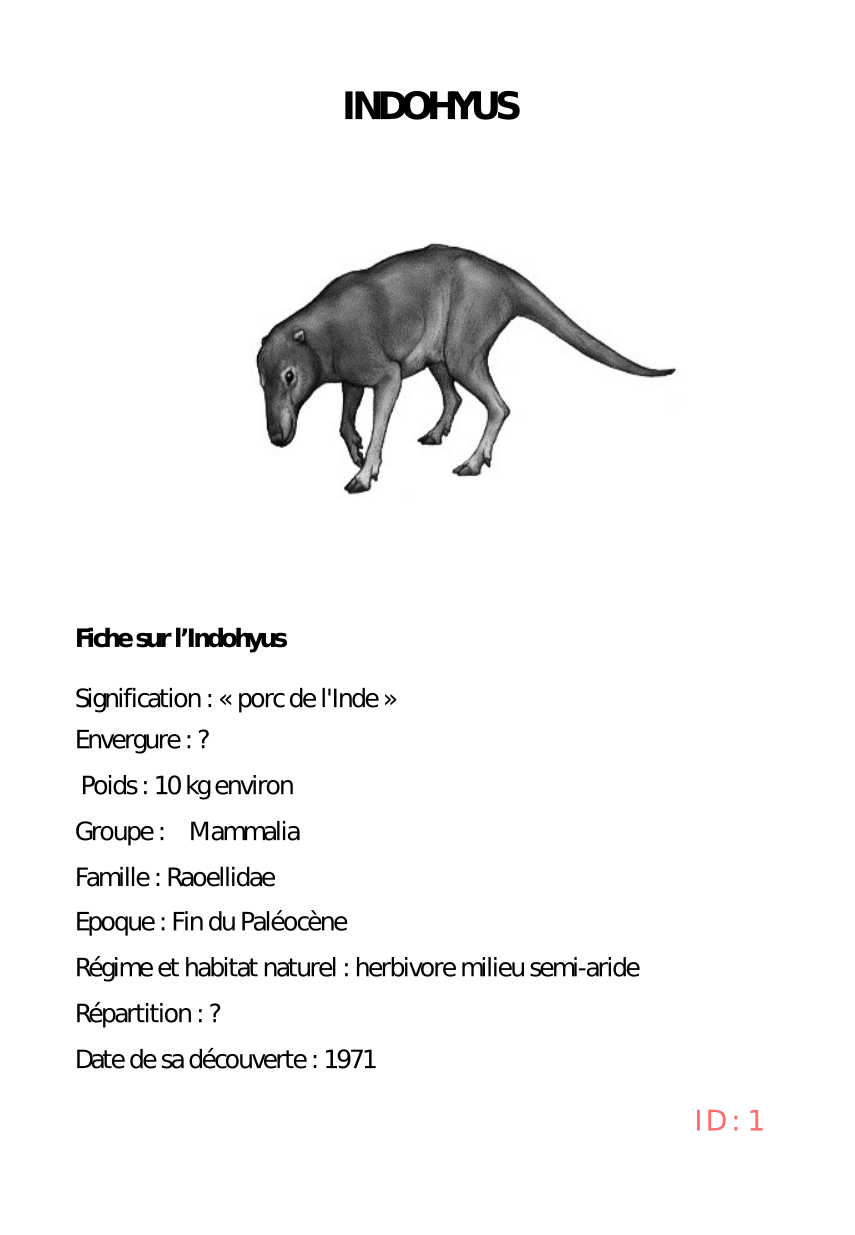 INDOHYUS
Fiche sur l’Indohyus
Signification : « porc de l'Inde »
Envergure : ?
Poids : 10 kg environ
Groupe : Mammalia
Famille : Raoellidae
Epoque : Fin du Paléocène
Régime et habitat naturel : herbivore milieu semi-aride
Répartition : ?
Date de sa découverte : 1971
ID : 1